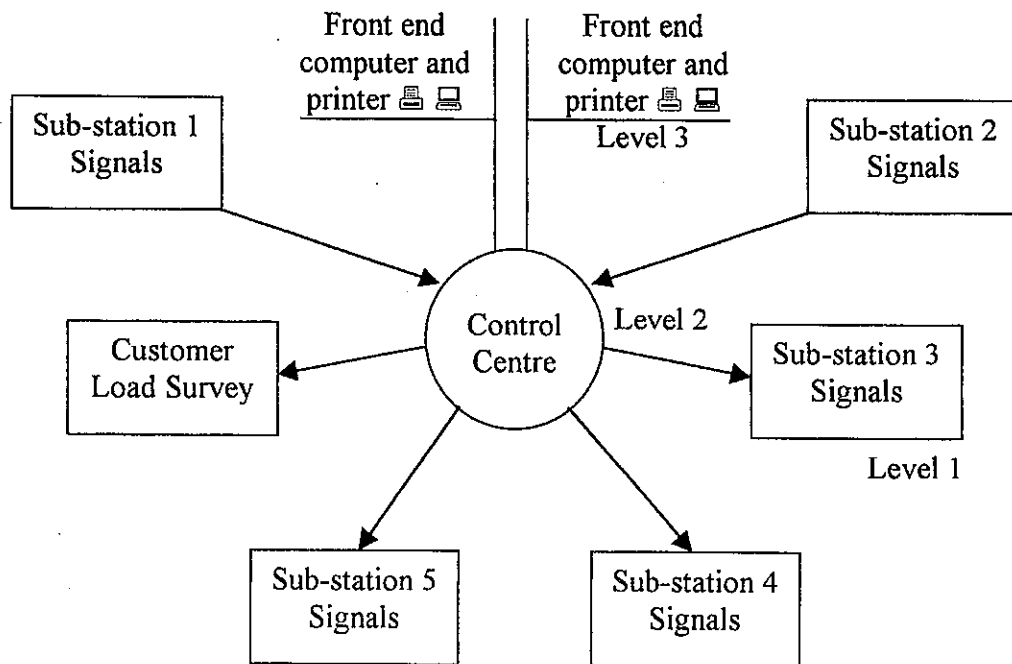 Front end
computer and
printer
Front end
computer and
printer
Level 3
Sub-station 1
Signals
Sub-station 2
Signals
Control
Centre
Level 2
Customer
Load Survey
Sub-station 3
Signals
Level 1
Sub-station 5
Signals
Sub-station 4
Signals